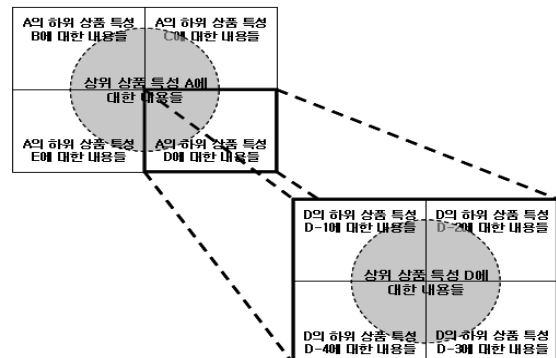 A의 하위 상품 특성
B에 대한 내용들
A의 하위 상품 특성
C에 대한 내용들
상위 상품 특성 A에
대한 내용들
A의 하위 상품 특성
E에 대한 내용들
A의 하위 상품 특성
D에 대한 내용들
D의 하위 상품 특성
D-1에 대한 내용들
D의 하위 상품 특성
D-2에 대한 내용들
상위 상품 특성 D에
대한 내용들
D의 하위 상품 특성
D-4에 대한 내용들
D의 하위 상품 특성
D-3에 대한 내용들